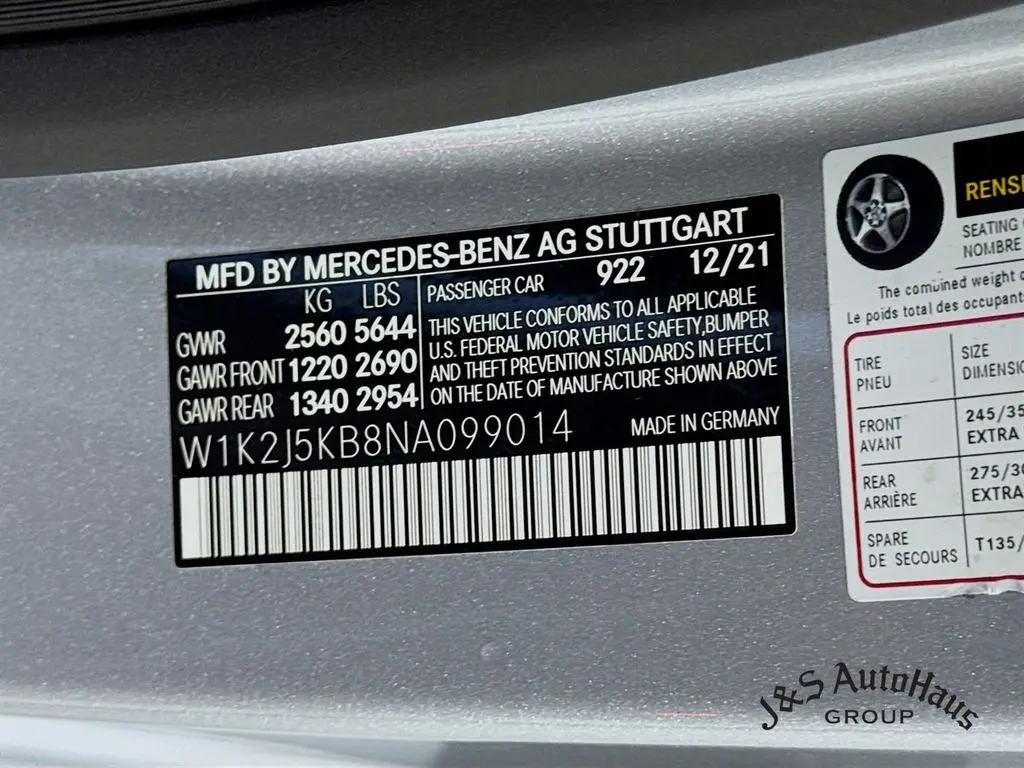 MFD BY MERCEDES-BENZ AG STUTTGART
KG LBS
GVWR 2560 5644
GAWR FRONT 1220 2690
GAWR REAR 1340 2954
PASSENGER CAR 922 12/21
THIS VEHICLE CONFORMS TO ALL APPLICABLE
U.S. FEDERAL MOTOR VEHICLE SAFETY,BUMPER
AND THEFT PREVENTION STANDARDS IN EFFECT
ON THE DATE OF MANUFACTURE SHOWN ABOVE
W1K2J5KB8NA099014 MADE IN GERMANY
SEATING
NOMBRE
The combined weight
Le poids total des
TIRE SIZE
PNEU
FRONT 245/35
AVANT EXTRA
REAR
ARRIÈRE EXTRA
SPARE T135/
DE SECOURS
J&S AutoHaus
GROUP